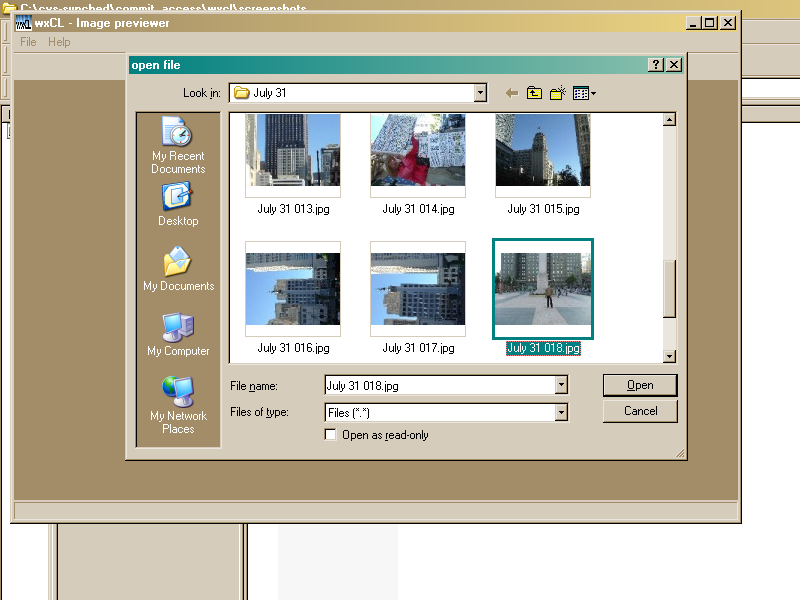 C:\cvs-sunched\commit_access\wxcl\screenshots
wxCL - Image previewer
File Help
open file
Look in: July 31
My Recent
Documents
Desktop
My Documents
My Computer
My Network
Places
July 31 013.jpg July 31 014.jpg July 31 015.jpg
July 31 016.jpg July 31 017.jpg July 31 018.jpg
File name: July 31 018.jpg Open
Files of type: Files (*.*) Cancel
Open as read-only